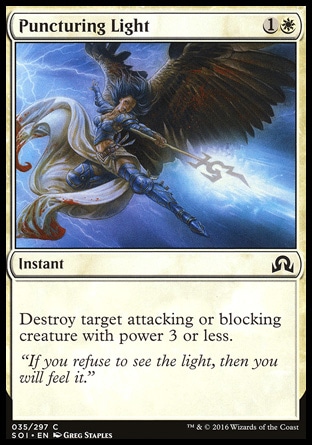 Puncturing Light 1
Instant
Destroy target attacking or blocking
creature with power 3 or less.
“If you refuse to see the light, then you
will feel it.”
035/297 C
SOI • EN Greg Staples
™ & © 2016 Wizards of the Coast